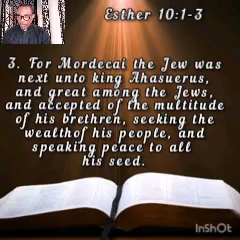 Esther 10:1-3
3. For Mordecai the Jew was
next unto king Ahasuerus,
and great among the Jews,
and accepted of the multitude
of his brethren, seeking the
wealthof his people, and
speaking peace to all
his seed.
InShOt